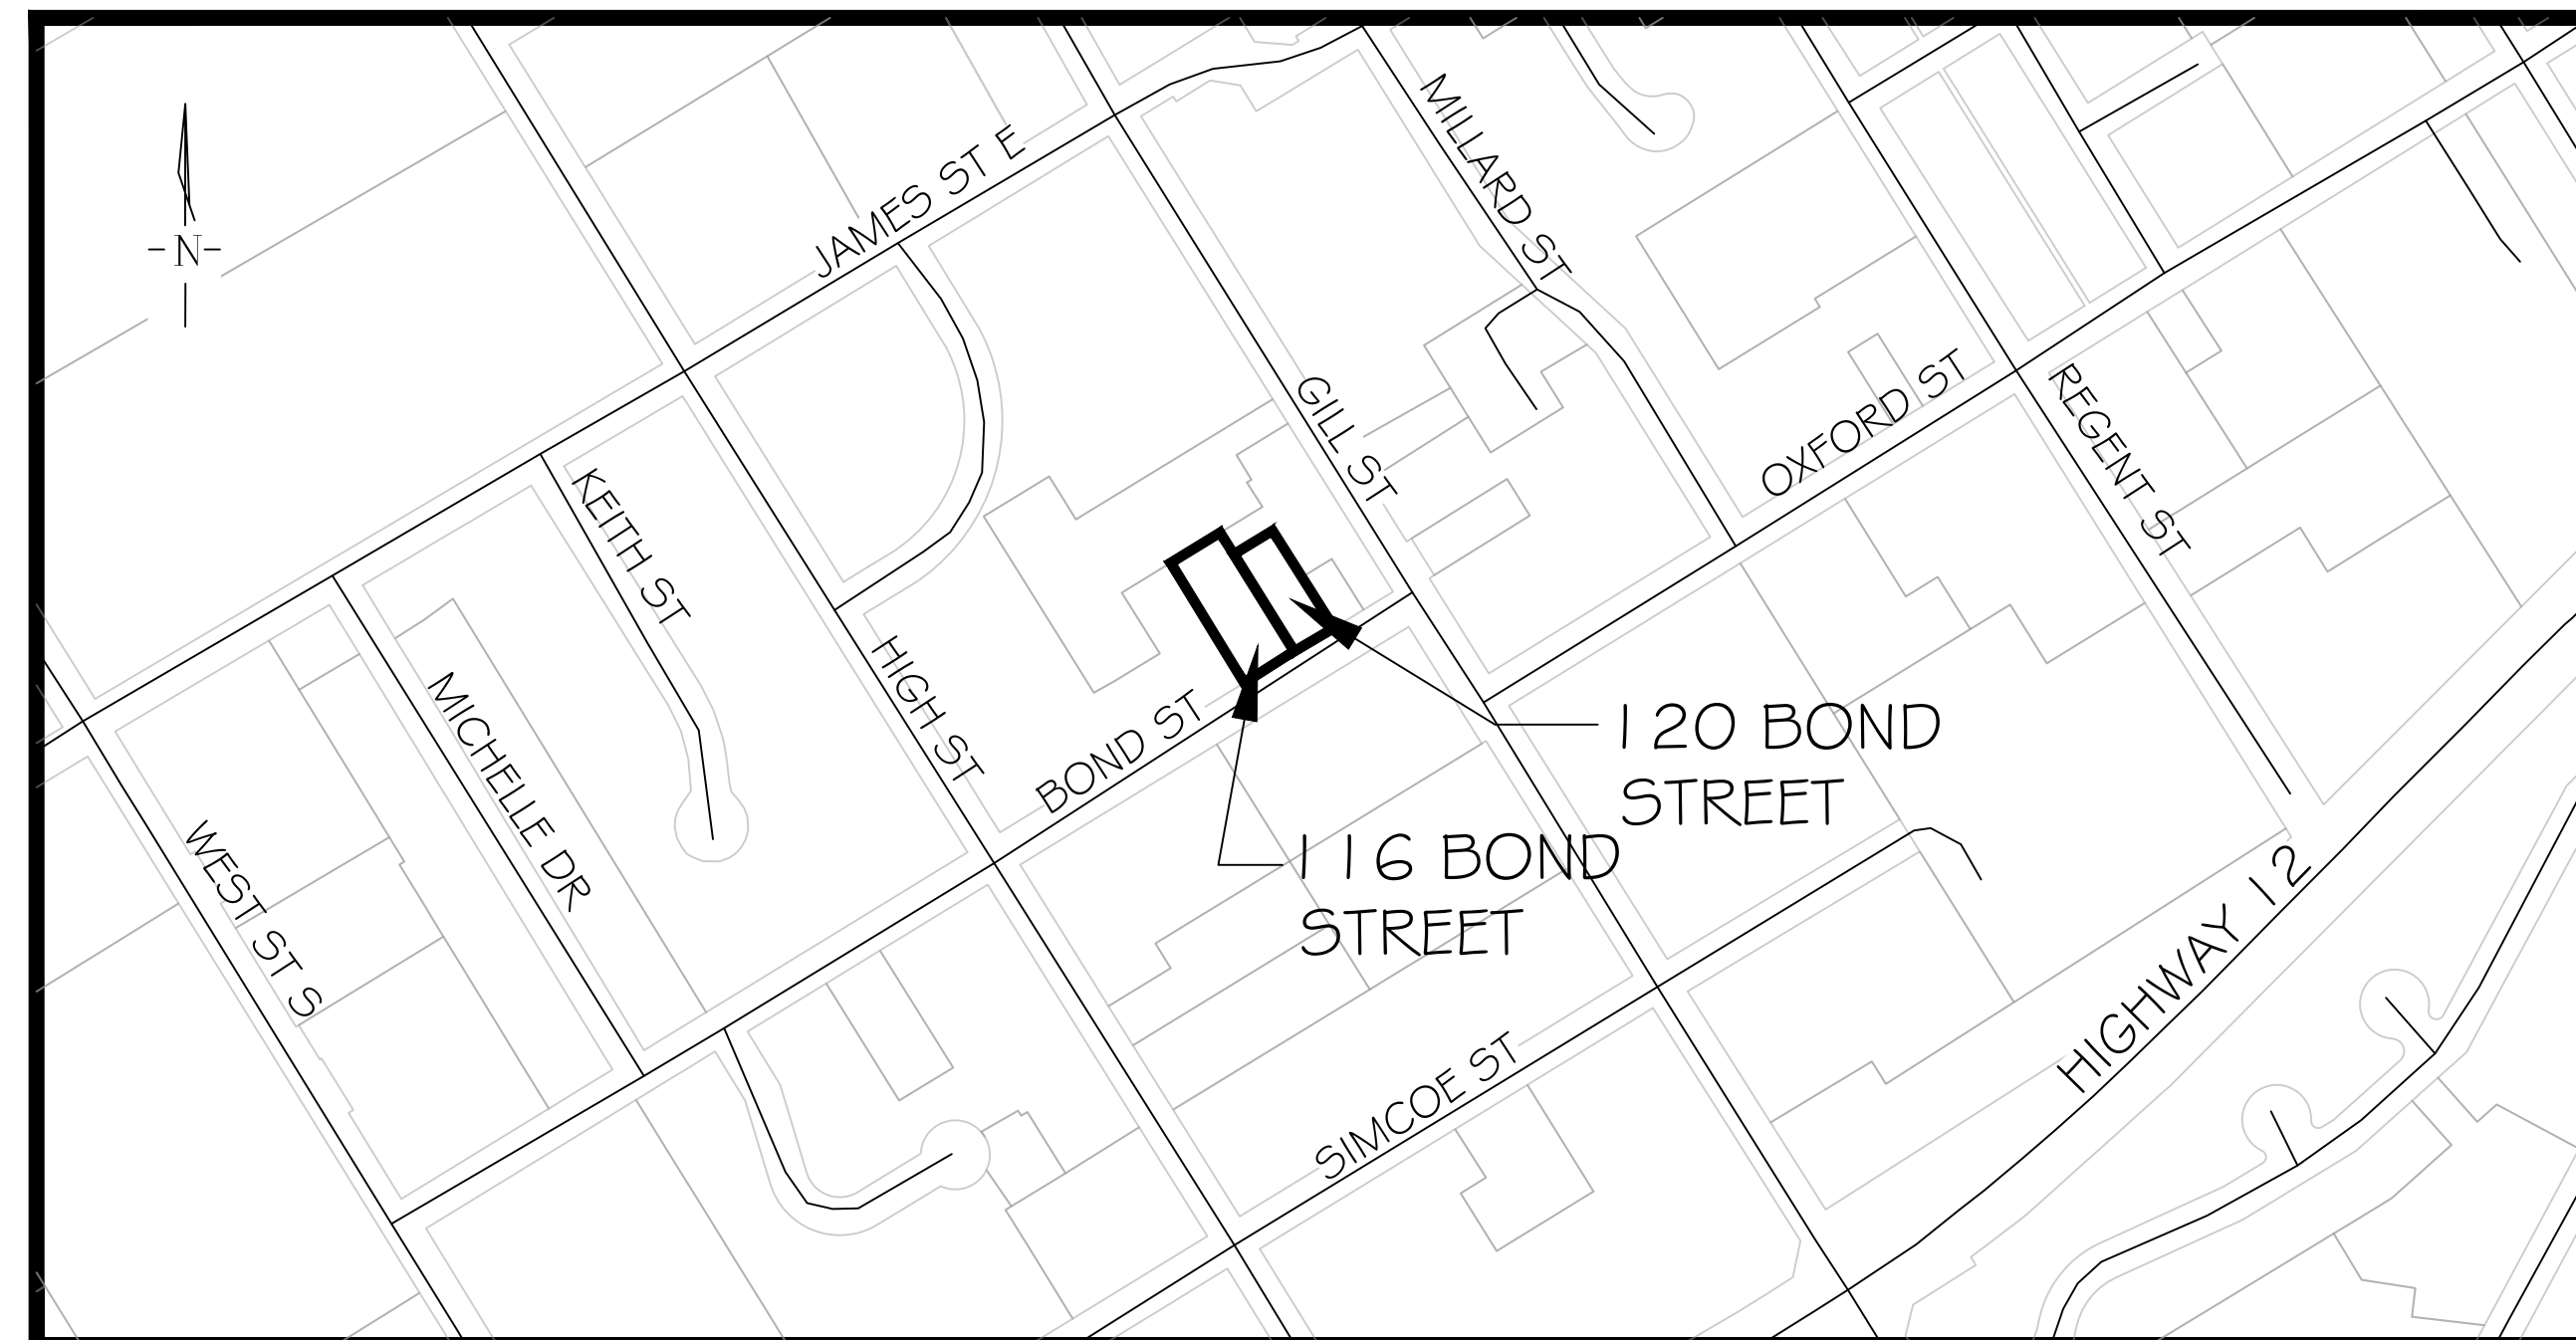 MILLARD ST
JAMES ST E
-N-
GILL ST
OXFORD ST
REGENT ST
KEITH ST
HIGH ST
MICHELLE DR
BOND ST
120 BOND
STREET
116 BOND
STREET
WEST ST S
HIGHWAY 12
SIMCOE ST